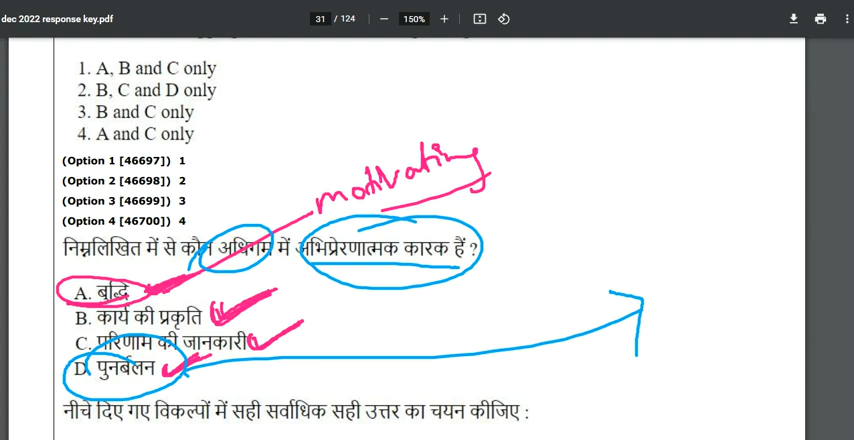 dec 2022 response key.pdf
31 / 124
150%
1. A, B and C only
2. B, C and D only
3. B and C only
4. A and C only
(Option 1 [46697]) 1
(Option 2 [46698]) 2
(Option 3 [46699]) 3
(Option 4 [46700]) 4
motivating
निम्नलिखित में से कौन अधिगम में अभिप्रेरणात्मक कारक हैं ?
A. बुद्धि
B. कार्य की प्रकृति
C. परिणाम की जानकारी
D. पुनर्बलन
नीचे दिए गए विकल्पों में सही सर्वाधिक सही उत्तर का चयन कीजिए :